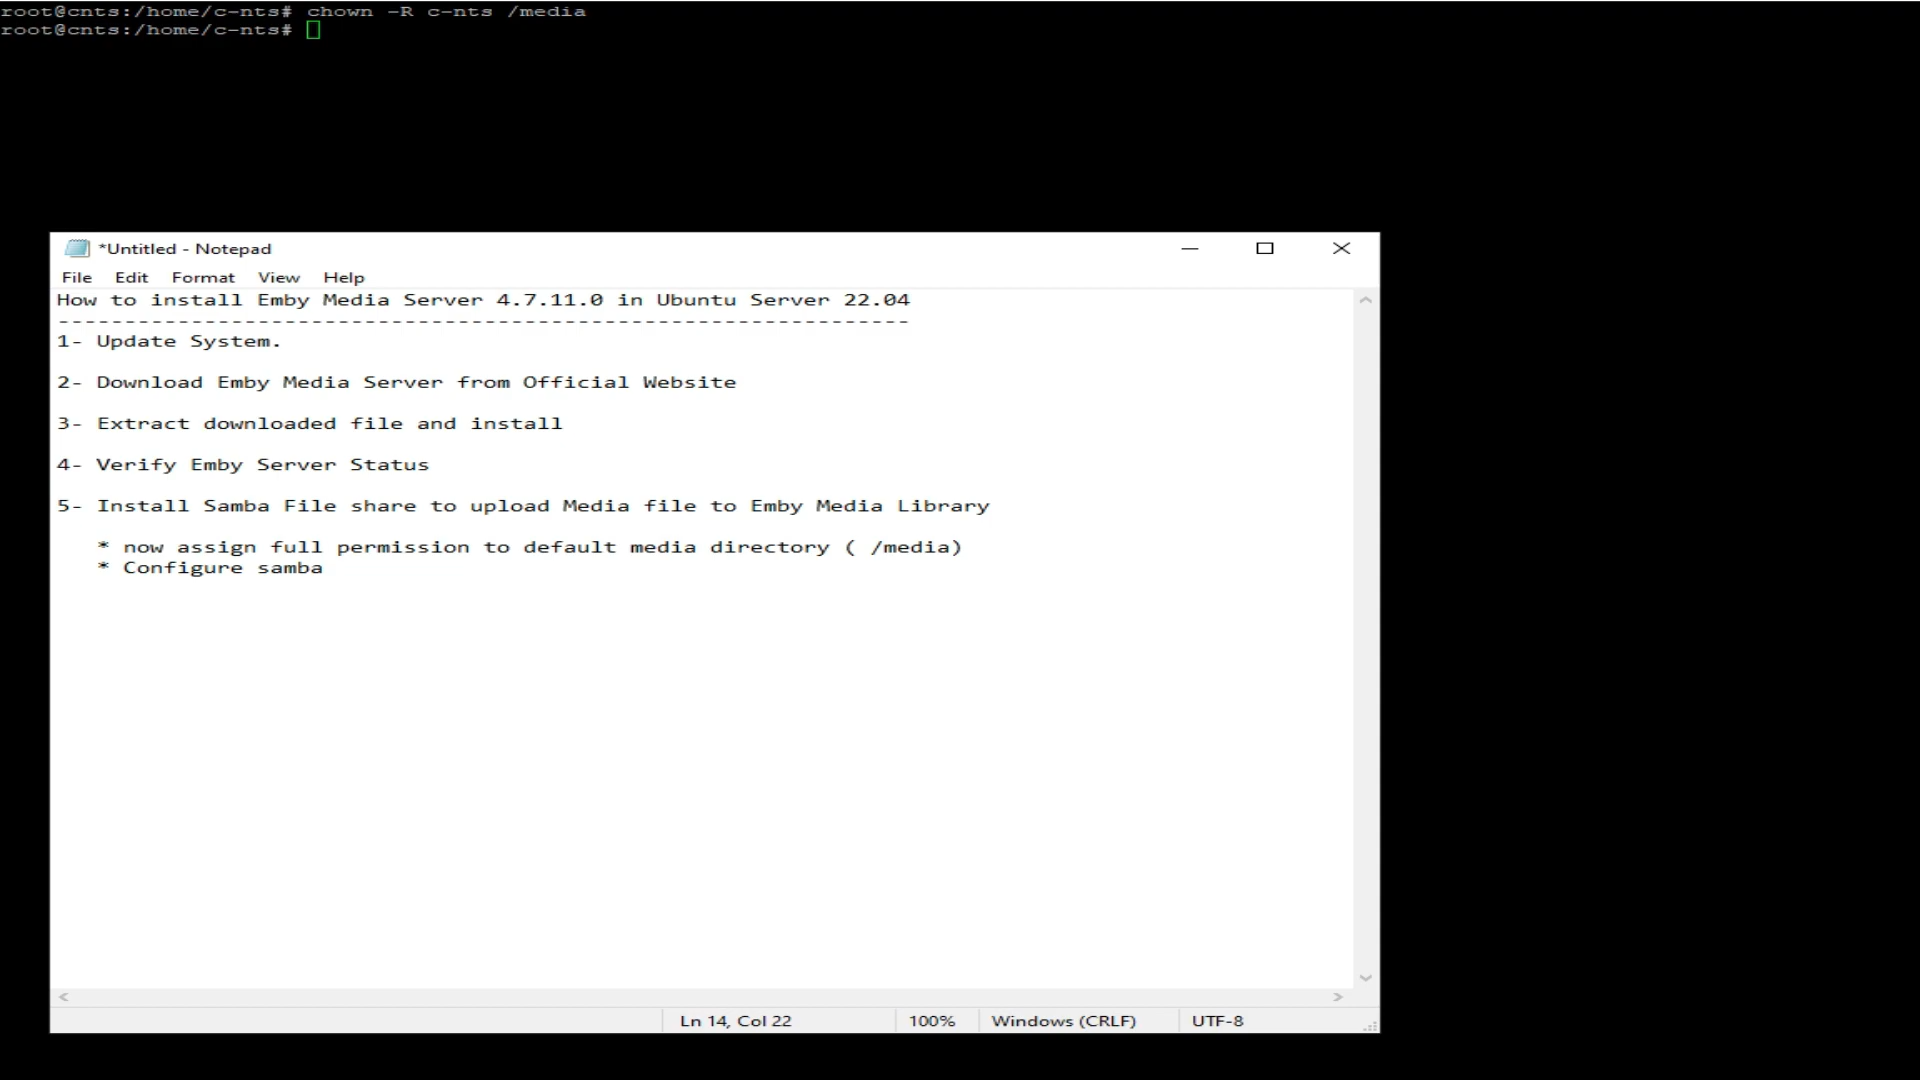 root@cnts:/home/c-nts# chown -R c-nts /media
root@cnts:/home/c-nts#
*Untitled - Notepad
File Edit Format View Help
How to install Emby Media Server 4.7.11.0 in Ubuntu Server 22.04
----------------------------------------------------------------
1- Update System.
2- Download Emby Media Server from Official Website
3- Extract downloaded file and install
4- Verify Emby Server Status
5- Install Samba File share to upload Media file to Emby Media Library
* now assign full permission to default media directory ( /media)
* Configure samba
Ln 14, Col 22 100% Windows (CRLF) UTF-8